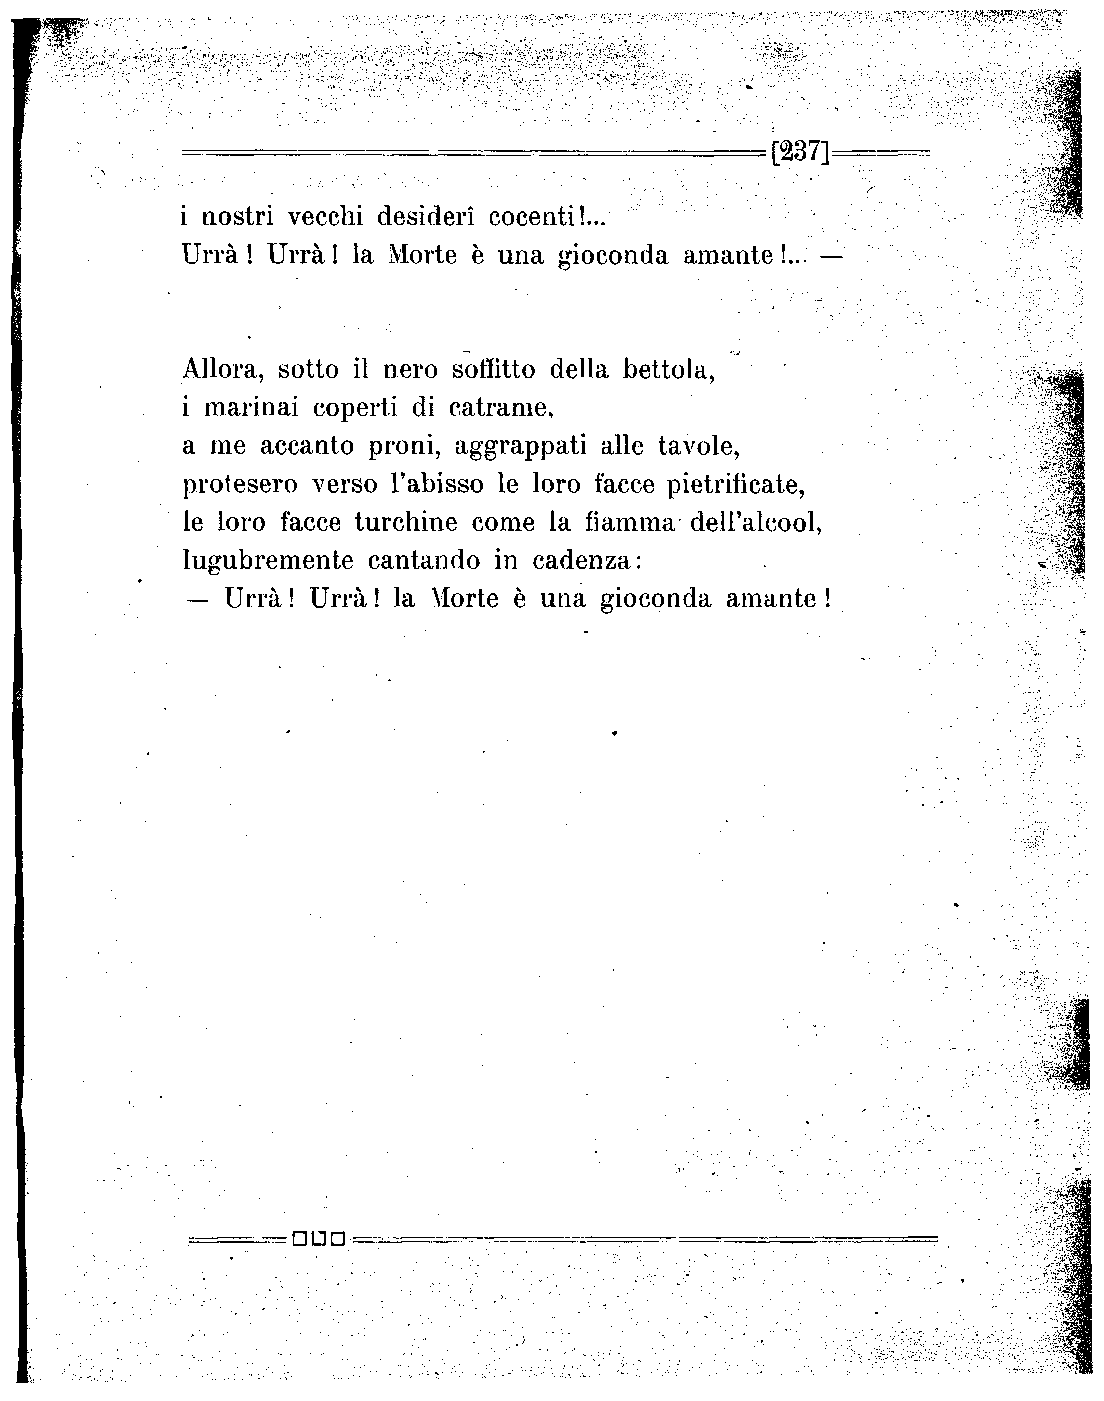 [237]
i nostri vecchi desiderî cocenti!...
Urrà! Urrà! la Morte è una gioconda amante!... —
Allora, sotto il nero soffitto della bettola,
i marinai coperti di catrame,
a me accanto proni, aggrappati alle tavole,
protesero verso l'abisso le loro facce pietrificate,
le loro facce turchine come la fiamma dell'alcool,
lugubremente cantando in cadenza:
— Urrà! Urrà! la Morte è una gioconda amante!